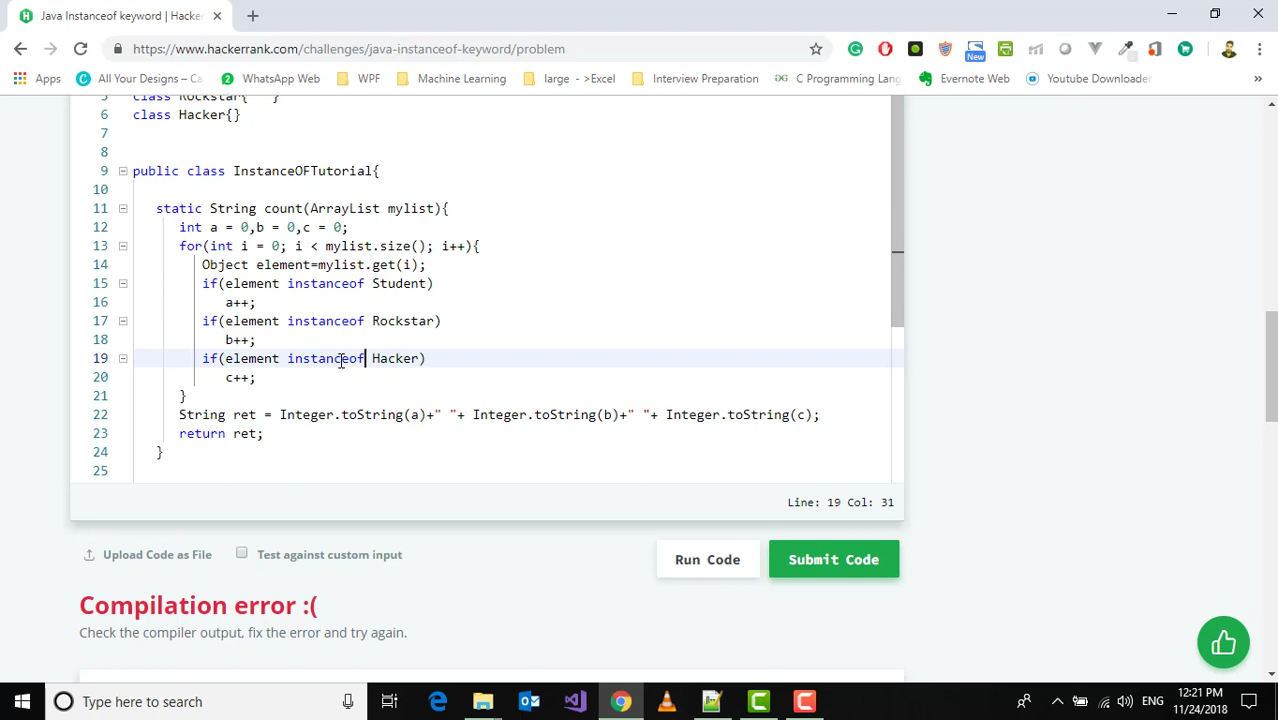 Java Instanceof keyword | Hacker
https://www.hackerrank.com/challenges/java-instanceof-keyword/problem
New
Apps
All Your Designs – Ca
WhatsApp Web
WPF
Machine Learning
large ->Excel
Interview Preparation
C Programming Lang
Evernote Web
Youtube Downloader
»
5 class Rockstar{ }
6 class Hacker{}
7
8
9 public class InstanceOFTutorial{
10
11 static String count(ArrayList mylist){
12 int a = 0,b = 0,c = 0;
13 for(int i = 0; i < mylist.size(); i++){
14 Object element=mylist.get(i);
15 if(element instanceof Student)
16 a++;
17 if(element instanceof Rockstar)
18 b++;
19 if(element instanceof Hacker)
20 c++;
21 }
22 String ret = Integer.toString(a)+" "+ Integer.toString(b)+" "+ Integer.toString(c);
23 return ret;
24 }
25
Line: 19 Col: 31
Upload Code as File
Test against custom input
Run Code
Submit Code
Compilation error :(
Check the compiler output, fix the error and try again.
Type here to search
ENG
12:21 PM
11/24/2018